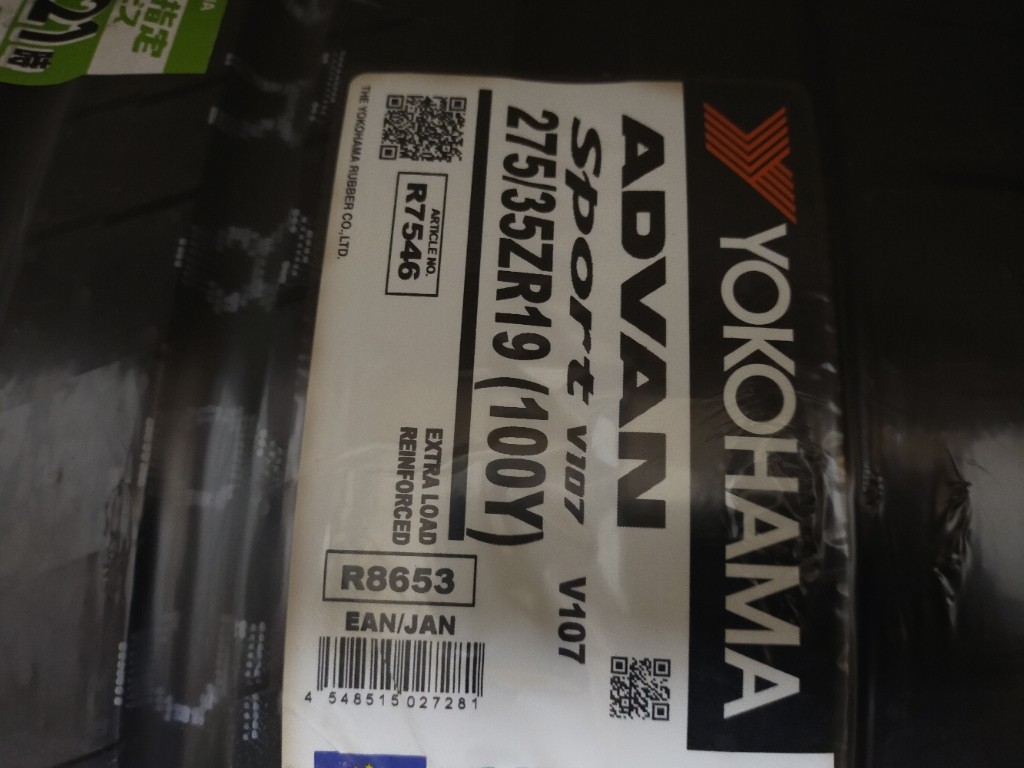 YOKOHAMA
ADVAN
Sport V107 V107
275/35ZR19 (100Y)
EXTRA LOAD
REINFORCED
ARTICLE NO.
R7546
THE YOKOHAMA RUBBER CO.,LTD.
R8653
EAN/JAN
4 548515 027281
指定
21